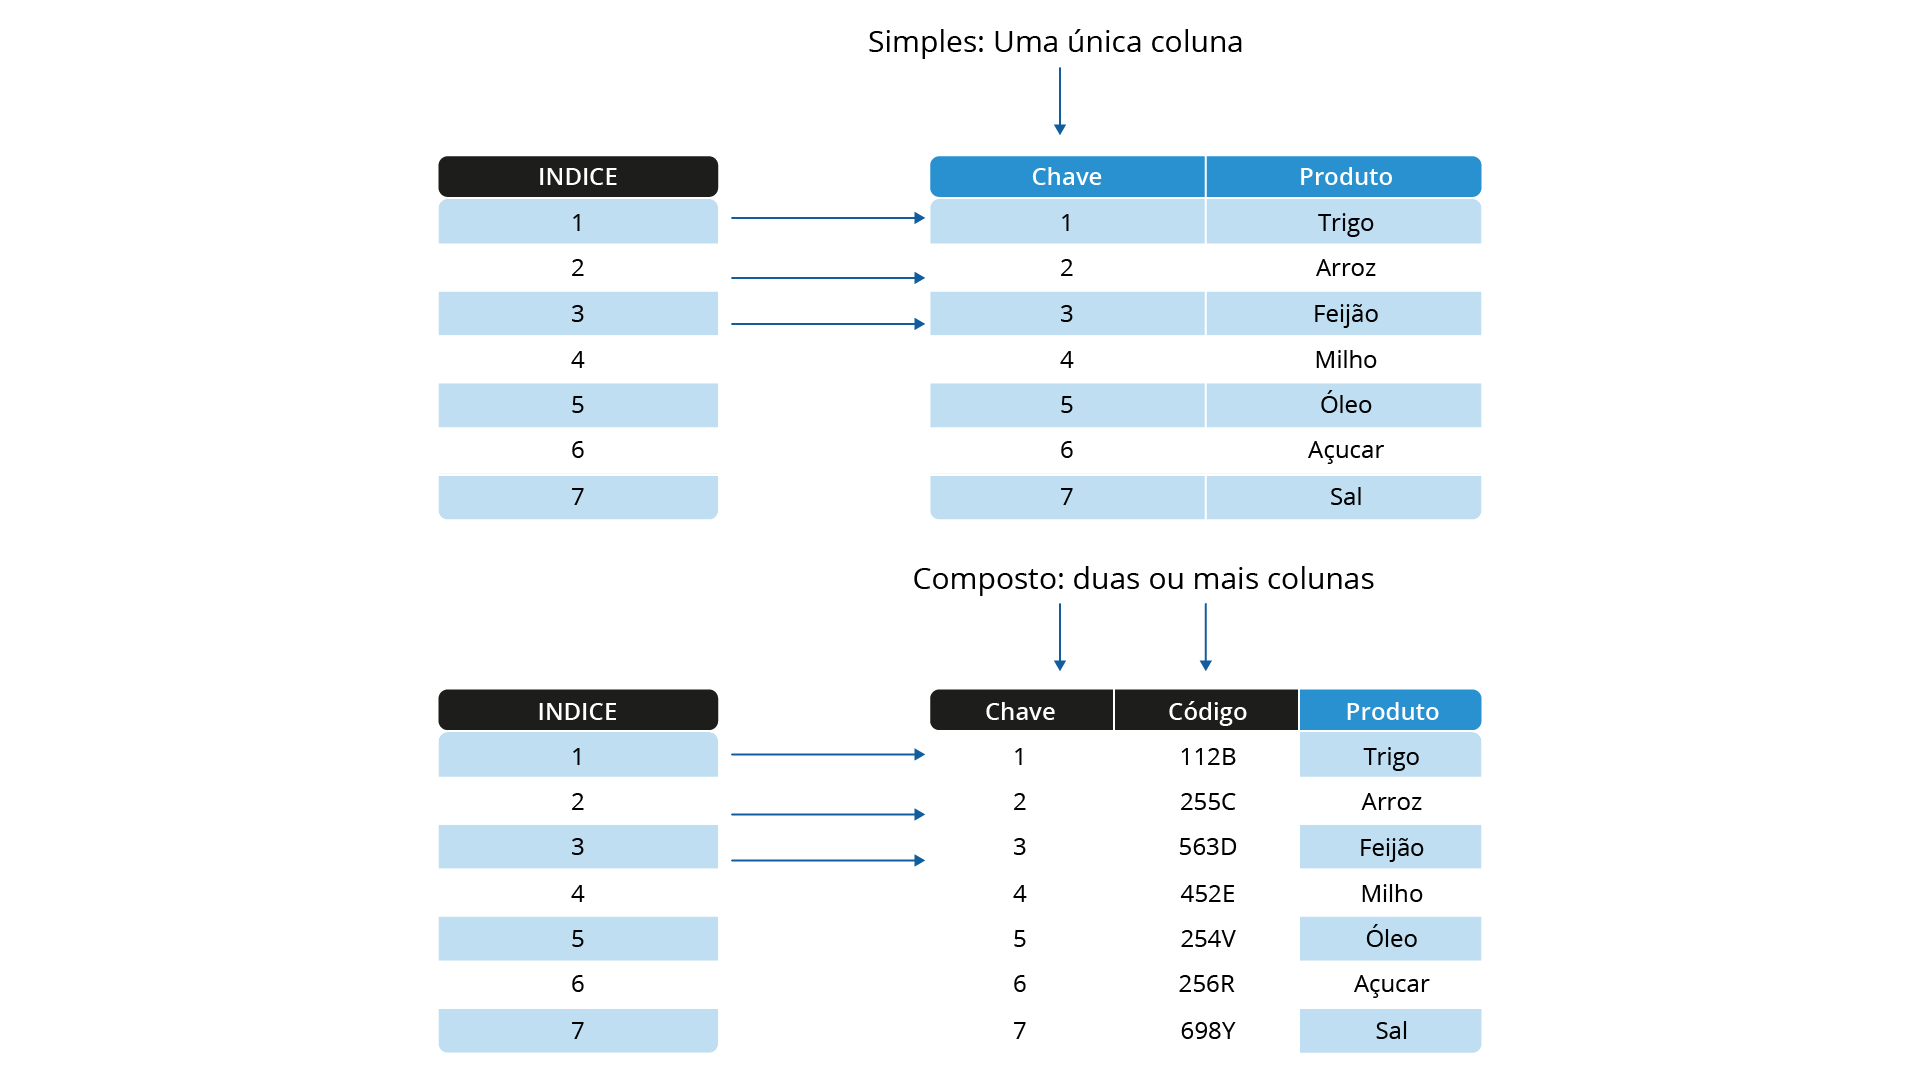 Simples: Uma única coluna
INDICE Chave Produto
1 1 Trigo
2 2 Arroz
3 3 Feijão
4 4 Milho
5 5 Óleo
6 6 Açucar
7 7 Sal
Composto: duas ou mais colunas
INDICE Chave Código Produto
1 1 112B Trigo
2 2 255C Arroz
3 3 563D Feijão
4 4 452E Milho
5 5 254V Óleo
6 6 256R Açucar
7 7 698Y Sal